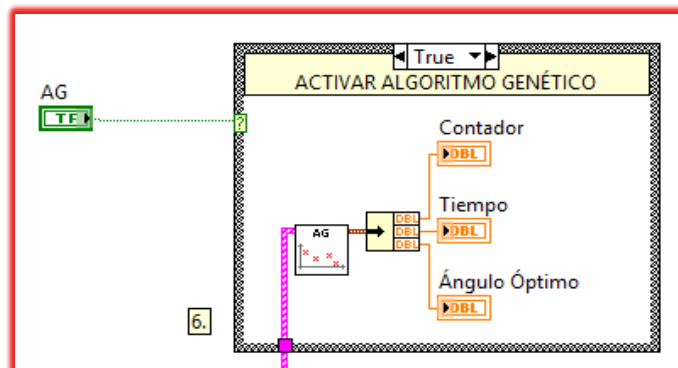 True
ACTIVAR ALGORITMO GENÉTICO
AG
TF
?
Contador
DBL
Tiempo
DBL
AG
DBL
DBL
DBL
Ángulo Óptimo
DBL
6.